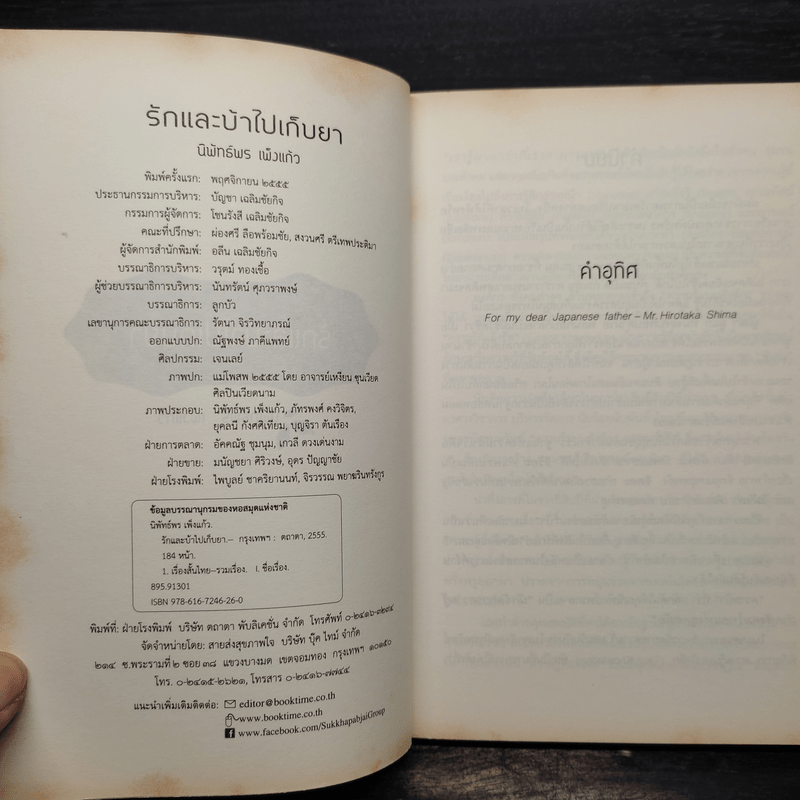 รักและบ้าไปเก็บยา
นิพัทธ์พร เพ็งแก้ว
พิมพ์ครั้งแรก: พฤศจิกายน ๒๕๕๕
ประธานกรรมการบริหาร: บัญชา เฉลิมชัยกิจ
กรรมการผู้จัดการ: โชนรังสี เฉลิมชัยกิจ
คณะที่ปรึกษา: ผ่องศรี ลือพร้อมชัย, สงวนศรี ตรีเทพประติมา
ผู้จัดการสำนักพิมพ์: อลีน เฉลิมชัยกิจ
บรรณาธิการบริหาร: วรุตม์ ทองเชื้อ
ผู้ช่วยบรรณาธิการบริหาร: นันทรัตน์ ศุภวราพงษ์
บรรณาธิการ: ลูกบัว
เลขานุการคณะบรรณาธิการ: รัตนา จิรวิทยาภรณ์
ออกแบบปก: ณัฐพงษ์ ภาคีแพทย์
ศิลปกรรม: เจนเลย์
ภาพปก: แม่โพสพ ๒๕๕๕ โดย อาจารย์เหงียน ซุนเวียด
ศิลปินเวียดนาม
ภาพประกอบ: นิพัทธ์พร เพ็งแก้ว, ภัทรพงศ์ คงวิจิตร,
ยุคลนี กังศศิเทียม, บุญจิรา ตันเรือง
ฝ่ายการตลาด: อัคคณัฐ ชุมนุม, เกวลี ดวงเด่นงาม
ฝ่ายขาย: มนัญชยา ศิริวงษ์, อุดร ปัญญาชัย
ฝ่ายโรงพิมพ์: ไพบูลย์ ชาคริยานนท์, จิรวรรณ พยาฆรินทรังกูร
ข้อมูลบรรณานุกรมของหอสมุดแห่งชาติ
นิพัทธ์พร เพ็งแก้ว.
รักและบ้าไปเก็บยา.-- กรุงเทพฯ : ตถาตา, 2555.
184 หน้า.
1. เรื่องสั้นไทย--รวมเรื่อง. I. ชื่อเรื่อง.
895.91301
ISBN 978-616-7246-26-0
พิมพ์ที่: ฝ่ายโรงพิมพ์ บริษัท ตถาตา พับลิเคชั่น จำกัด โทรศัพท์ ๐-๒๔๑๖-๓๒๙๔
จัดจำหน่ายโดย: สายส่งสุขภาพใจ บริษัท บุ๊ค ไทม์ จำกัด
๒๑๔ ซ.พระรามที่ ๒ ซอย ๓๘ แขวงบางมด เขตจอมทอง กรุงเทพฯ ๑๐๑๕๐
โทร. ๐-๒๔๑๕-๒๖๒๑, โทรสาร ๐-๒๔๑๖-๗๗๔๔
แนะนำเพิ่มเติมติดต่อ: editor@booktime.co.th
www.booktime.co.th
www.facebook.com/SukkhapabjaiGroup
คำอุทิศ
For my dear Japanese father – Mr. Hirotaka Shima